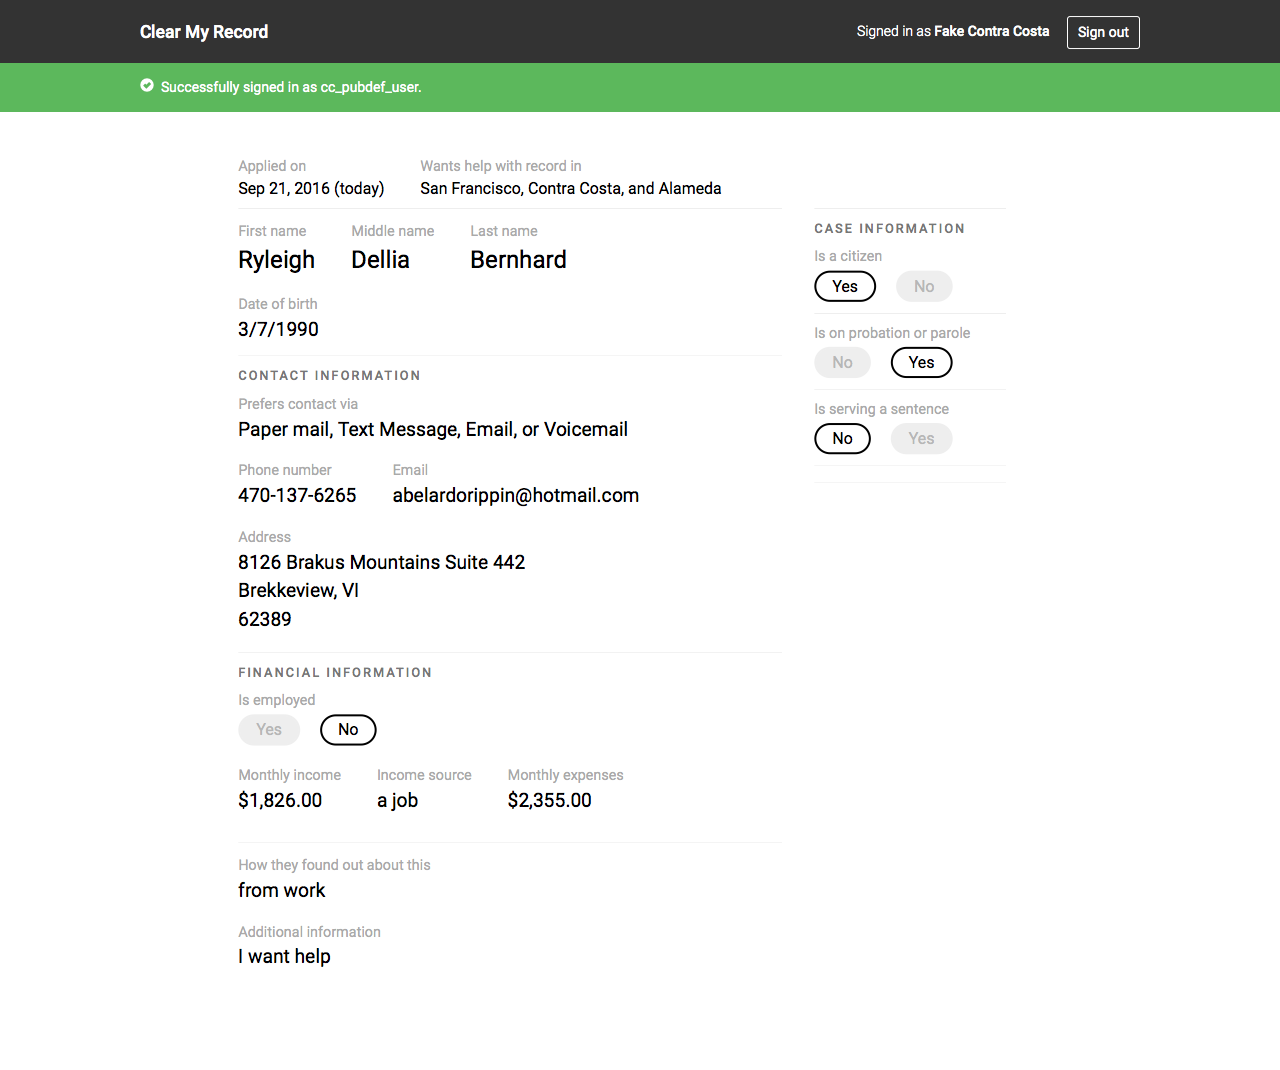 Clear My Record
Signed in as Fake Contra Costa
Sign out
Successfully signed in as cc_pubdef_user.
Applied on
Sep 21, 2016 (today)
Wants help with record in
San Francisco, Contra Costa, and Alameda
First name
Ryleigh
Middle name
Dellia
Last name
Bernhard
Date of birth
3/7/1990
CONTACT INFORMATION
Prefers contact via
Paper mail, Text Message, Email, or Voicemail
Phone number
470-137-6265
Email
abelardorippin@hotmail.com
Address
8126 Brakus Mountains Suite 442
Brekkeview, VI
62389
FINANCIAL INFORMATION
Is employed
Yes No
Monthly income
$1,826.00
Income source
a job
Monthly expenses
$2,355.00
How they found out about this
from work
Additional information
I want help
CASE INFORMATION
Is a citizen
Yes No
Is on probation or parole
No Yes
Is serving a sentence
No Yes